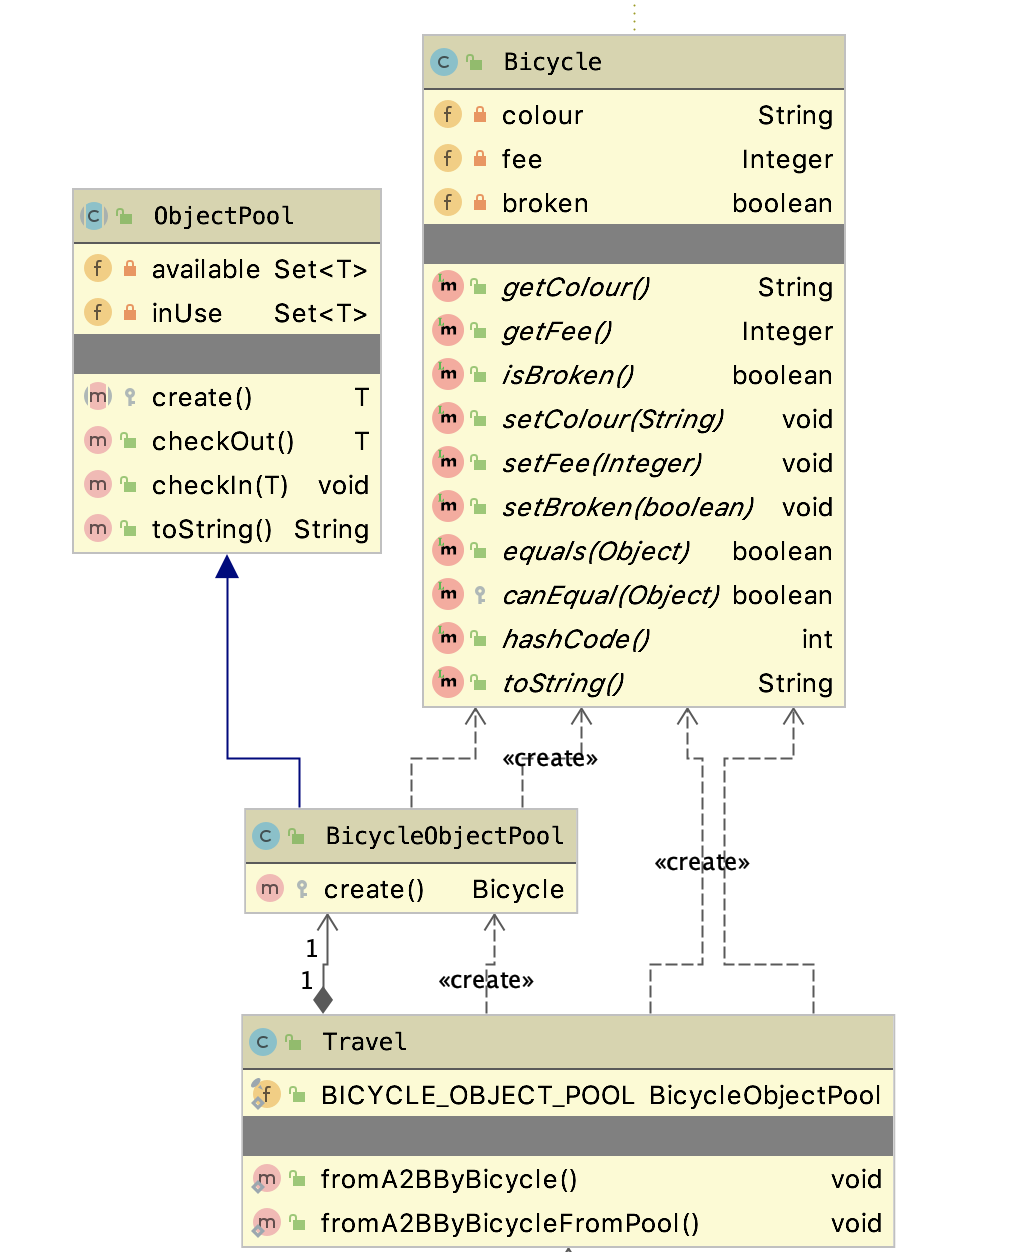 Bicycle
colour String
fee Integer
broken boolean
getColour() String
getFee() Integer
isBroken() boolean
setColour(String) void
setFee(Integer) void
setBroken(boolean) void
equals(Object) boolean
canEqual(Object) boolean
hashCode() int
toString() String
ObjectPool
available Set<T>
inUse Set<T>
create() T
checkOut() T
checkIn(T) void
toString() String
«create»
BicycleObjectPool
create() Bicycle
«create»
1
1
«create»
Travel
BICYCLE_OBJECT_POOL BicycleObjectPool
fromA2BByBicycle() void
fromA2BByBicycleFromPool() void